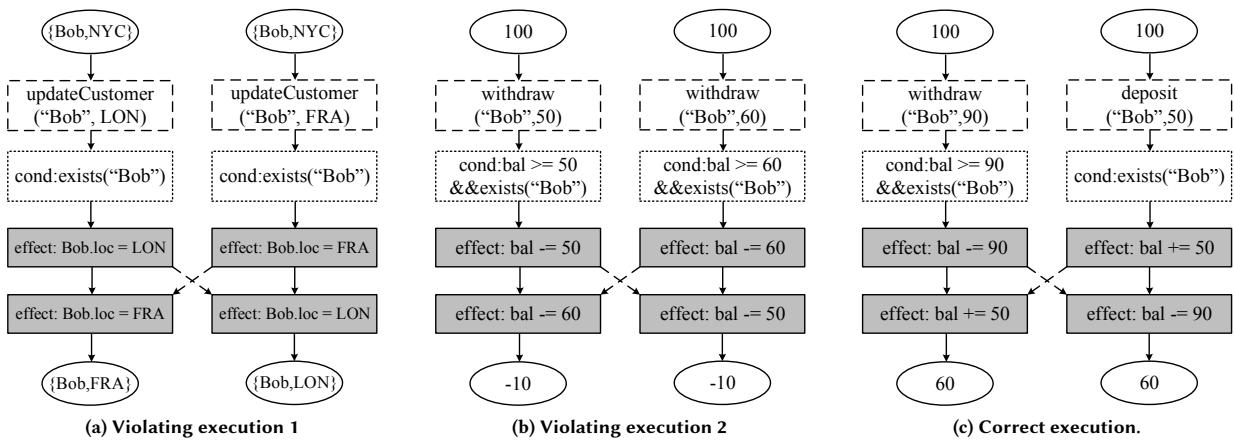 {Bob,NYC}
updateCustomer
(“Bob”, LON)
cond:exists(“Bob”)
effect: Bob.loc = LON
effect: Bob.loc = FRA
{Bob,FRA}
{Bob,NYC}
updateCustomer
(“Bob”, FRA)
cond:exists(“Bob”)
effect: Bob.loc = FRA
effect: Bob.loc = LON
{Bob,LON}
(a) Violating execution 1
100
withdraw
(“Bob”,50)
cond:bal >= 50
&&exists(“Bob”)
effect: bal -= 50
effect: bal -= 60
-10
100
withdraw
(“Bob”,60)
cond:bal >= 60
&&exists(“Bob”)
effect: bal -= 60
effect: bal -= 50
-10
(b) Violating execution 2
100
withdraw
(“Bob”,90)
cond:bal >= 90
&&exists(“Bob”)
effect: bal -= 90
effect: bal += 50
60
100
deposit
(“Bob”,50)
cond:exists(“Bob”)
effect: bal += 50
effect: bal -= 90
60
(c) Correct execution.